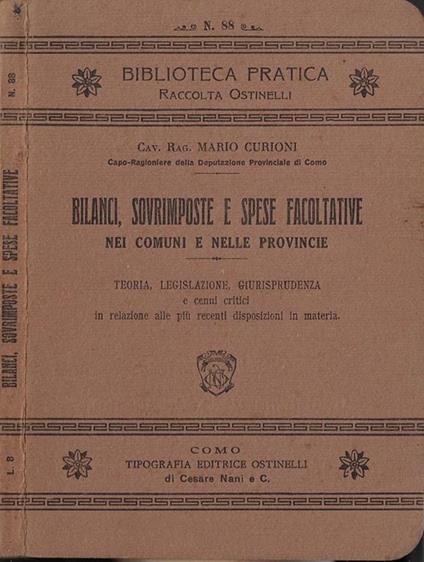 N. 88
BIBLIOTECA PRATICA
RACCOLTA OSTINELLI
CAV. RAG. MARIO CURIONI
Capo-Ragioniere della Deputazione Provinciale di Como
BILANCI, SOVRIMPOSTE E SPESE FACOLTATIVE
NEI COMUNI E NELLE PROVINCIE
TEORIA, LEGISLAZIONE, GIURISPRUDENZA
e cenni critici
in relazione alle più recenti disposizioni in materia.
COMO
TIPOGRAFIA EDITRICE OSTINELLI
di Cesare Nani e C.
N. 88
BILANCI, SOVRIMPOSTE E SPESE FACOLTATIVE
L. 8